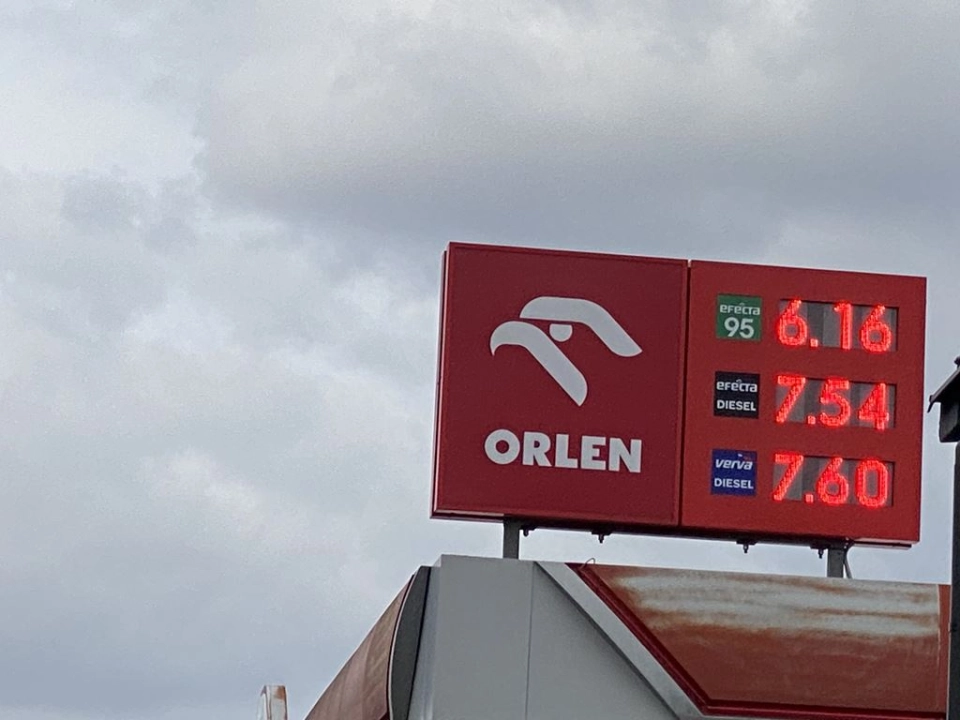 ORLEN
efecta
95
6.16
efecta
DIESEL
7.54
verva
DIESEL
7.60